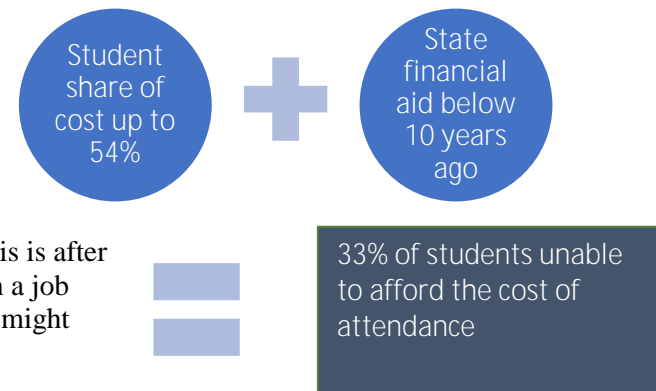 Student
share of
cost up to
54%
State
financial
aid below
10 years
ago
is is after
a job
might
33% of students unable
to afford the cost of
attendance